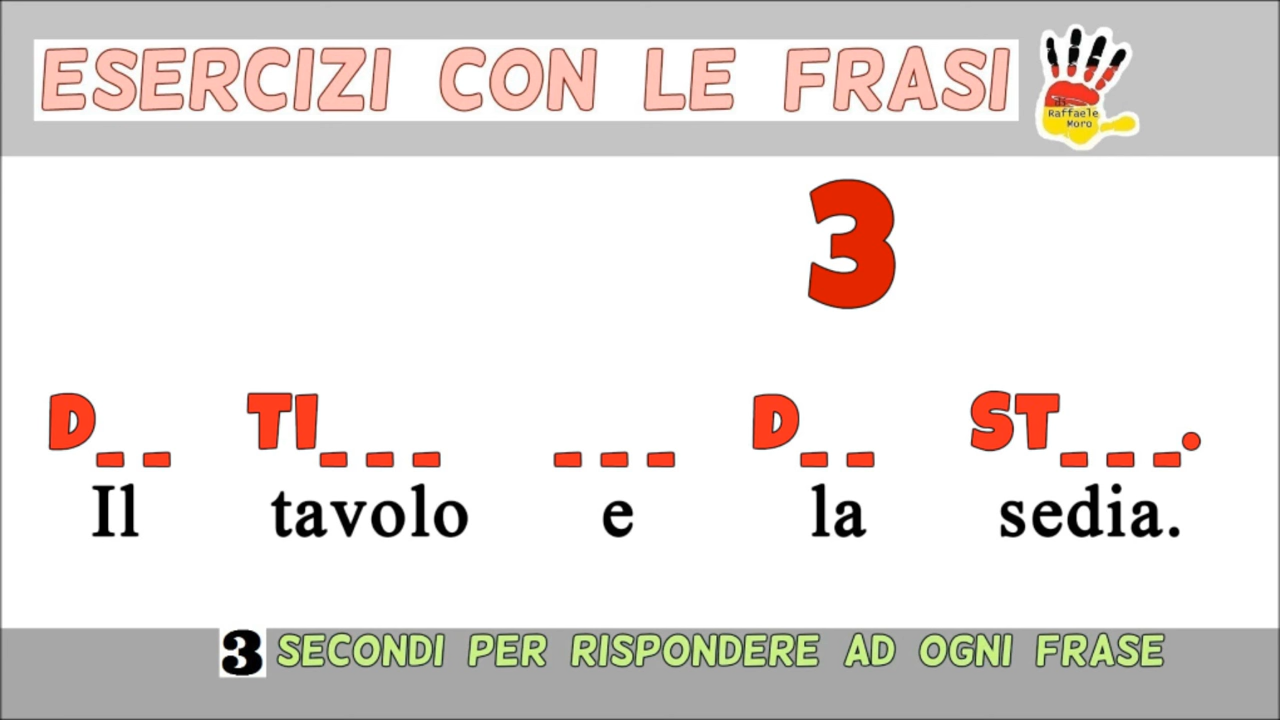 ESERCIZI CON LE FRASI
di Raffaele
Moro
3
D_ _ TI_ _ _ _ _ _ D_ _ ST_ _ _.
Il tavolo e la sedia.
3 SECONDI PER RISPONDERE AD OGNI FRASE